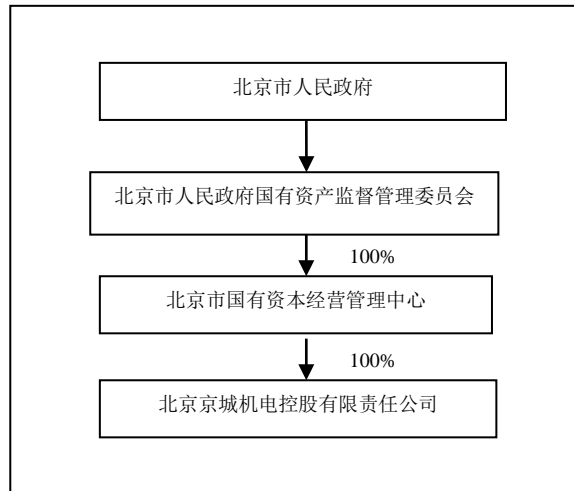 北京市人民政府
北京市人民政府国有资产监督管理委员会
100%
北京市国有资本经营管理中心
100%
北京京城机电控股有限责任公司